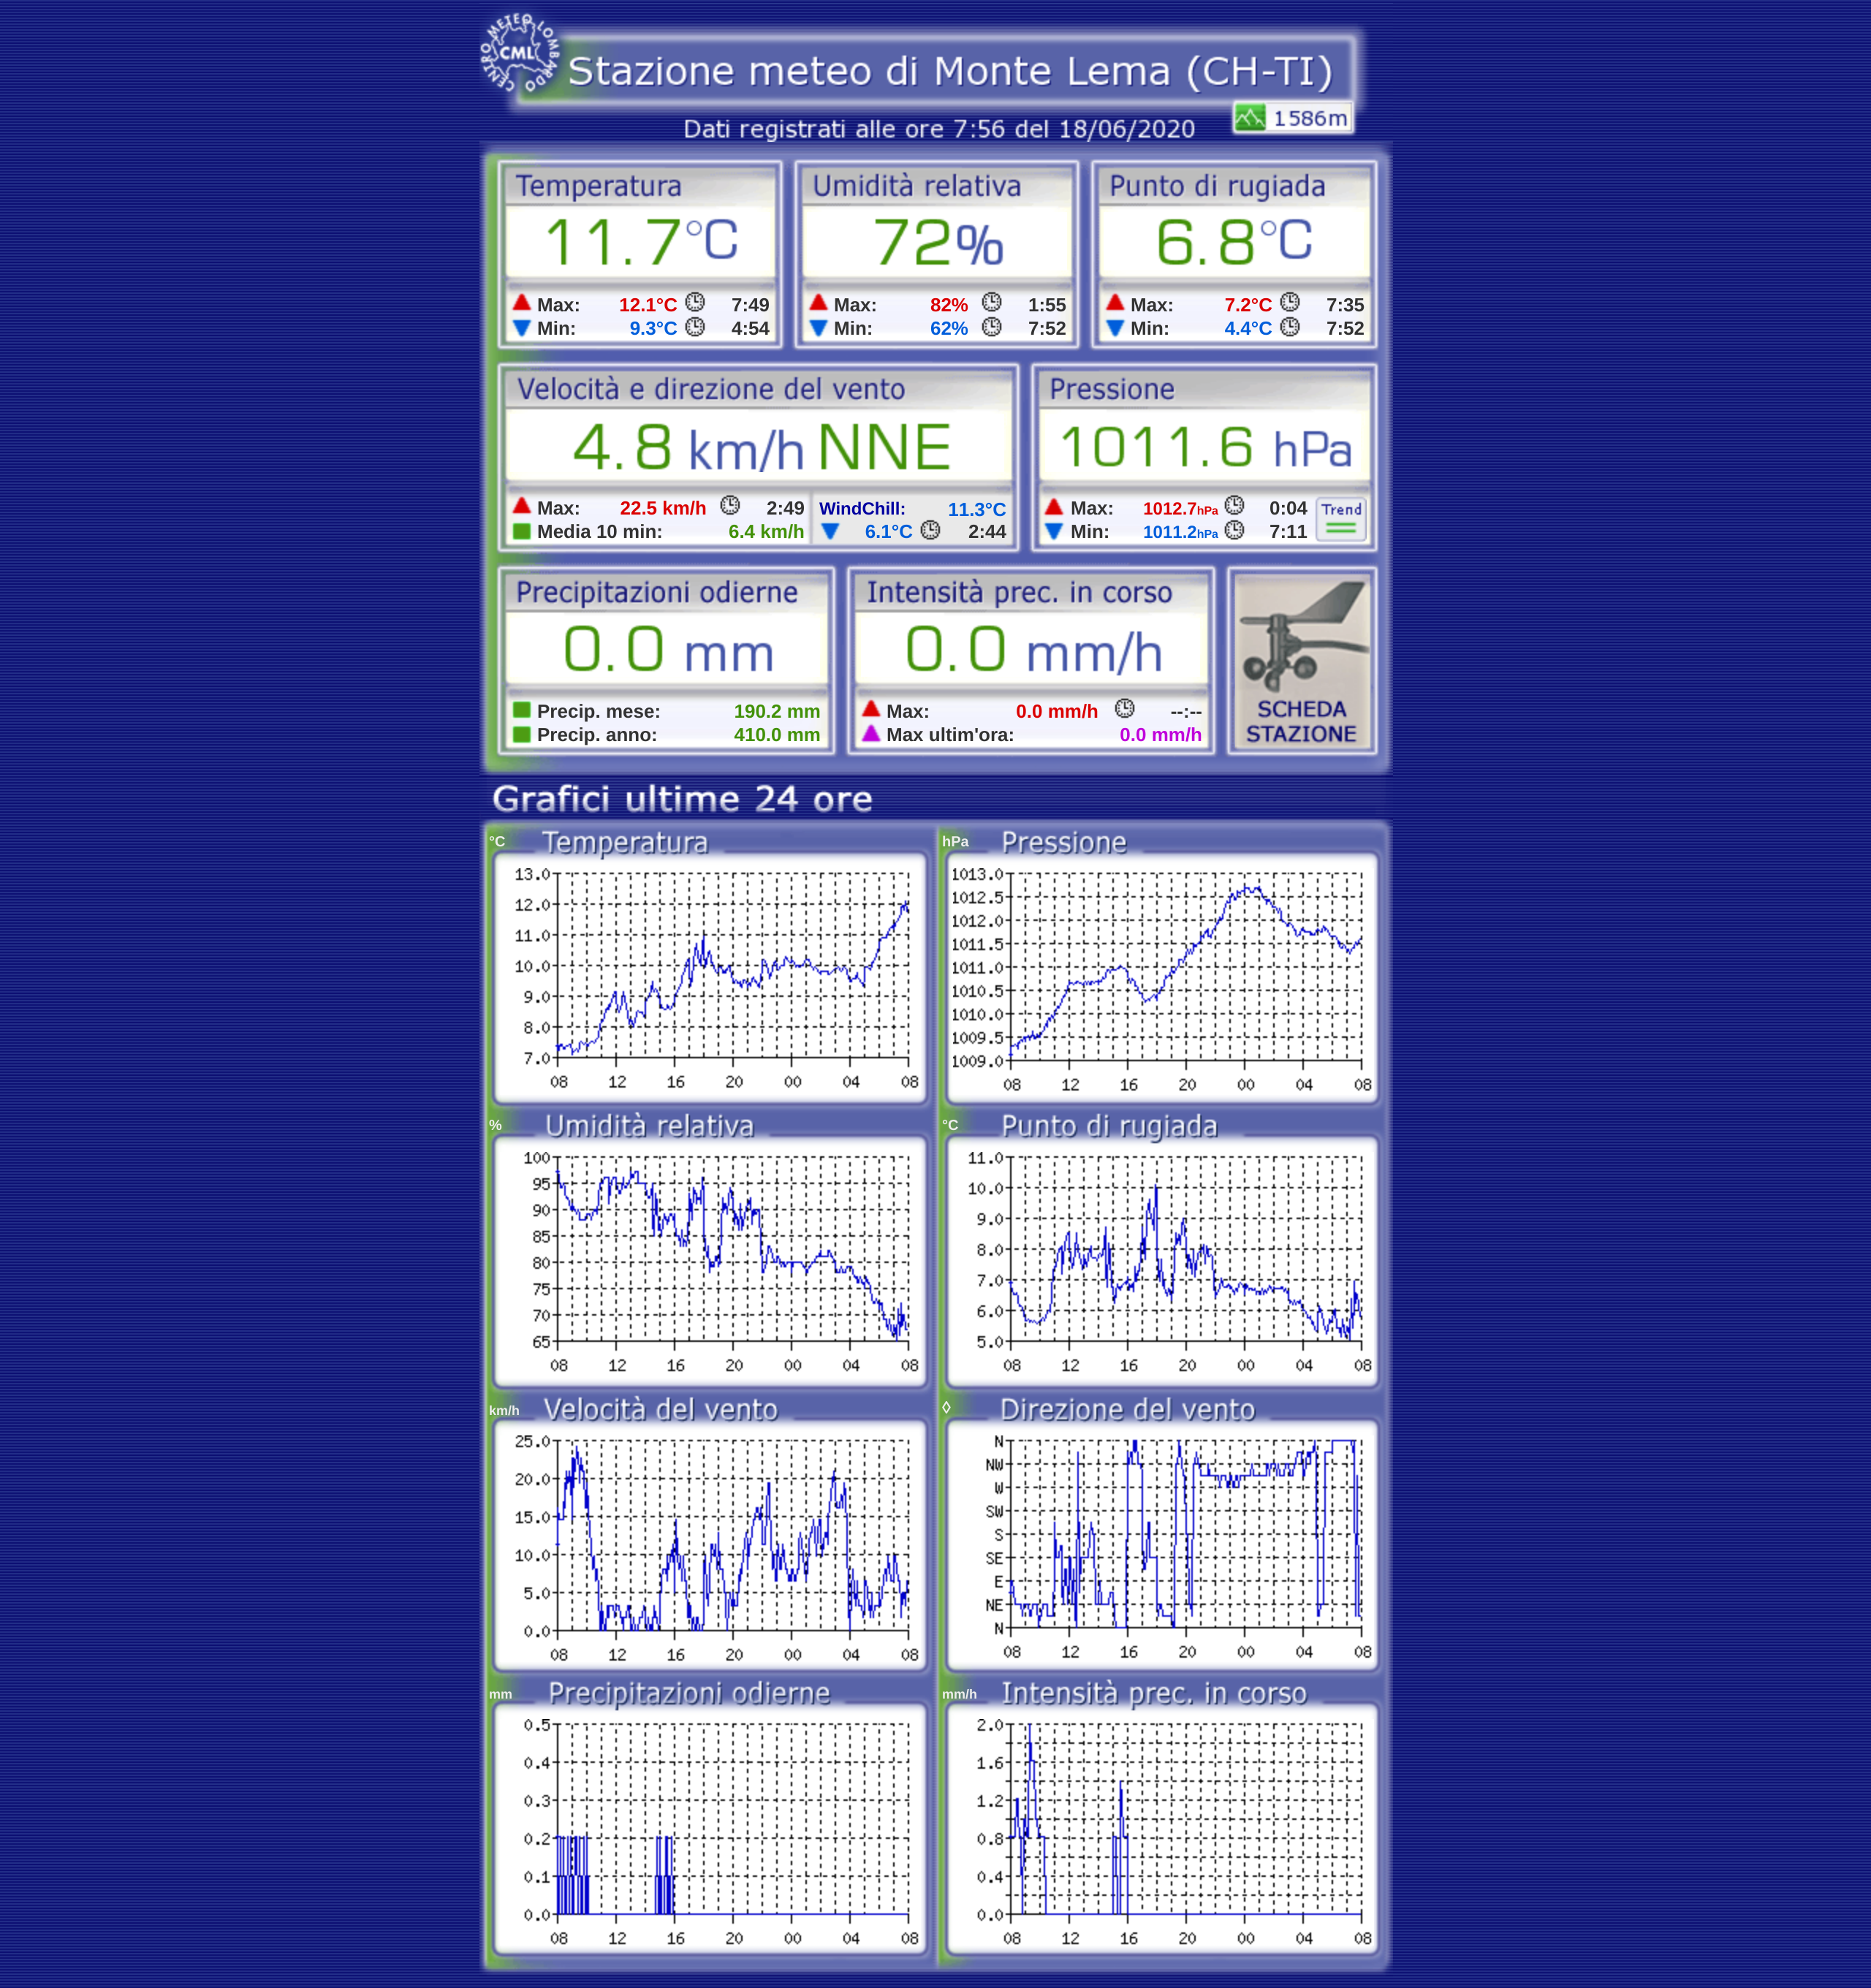 CENTRO METEO LOMBARDO
CML
Stazione meteo di Monte Lema (CH-TI)
1586m
Dati registrati alle ore 7:56 del 18/06/2020
Temperatura
11.7°C
Max: 12.1°C 7:49
Min: 9.3°C 4:54
Umidità relativa
72%
Max: 82% 1:55
Min: 62% 7:52
Punto di rugiada
6.8°C
Max: 7.2°C 7:35
Min: 4.4°C 7:52
Velocità e direzione del vento
4.8 km/h NNE
Max: 22.5 km/h 2:49
Media 10 min: 6.4 km/h
WindChill: 11.3°C
6.1°C 2:44
Pressione
1011.6 hPa
Max: 1012.7hPa 0:04
Min: 1011.2hPa 7:11
Trend
Precipitazioni odierne
0.0 mm
Precip. mese: 190.2 mm
Precip. anno: 410.0 mm
Intensità prec. in corso
0.0 mm/h
Max: 0.0 mm/h --:--
Max ultim'ora: 0.0 mm/h
SCHEDA
STAZIONE
Grafici ultime 24 ore
°C Temperatura
13.0
12.0
11.0
10.0
9.0
8.0
7.0
08 12 16 20 00 04 08
hPa Pressione
1013.0
1012.5
1012.0
1011.5
1011.0
1010.5
1010.0
1009.5
1009.0
08 12 16 20 00 04 08
% Umidità relativa
100
95
90
85
80
75
70
65
08 12 16 20 00 04 08
°C Punto di rugiada
11.0
10.0
9.0
8.0
7.0
6.0
5.0
08 12 16 20 00 04 08
km/h Velocità del vento
25.0
20.0
15.0
10.0
5.0
0.0
08 12 16 20 00 04 08
◊ Direzione del vento
N
NW
W
SW
S
SE
E
NE
N
08 12 16 20 00 04 08
mm Precipitazioni odierne
0.5
0.4
0.3
0.2
0.1
0.0
08 12 16 20 00 04 08
mm/h Intensità prec. in corso
2.0
1.6
1.2
0.8
0.4
0.0
08 12 16 20 00 04 08